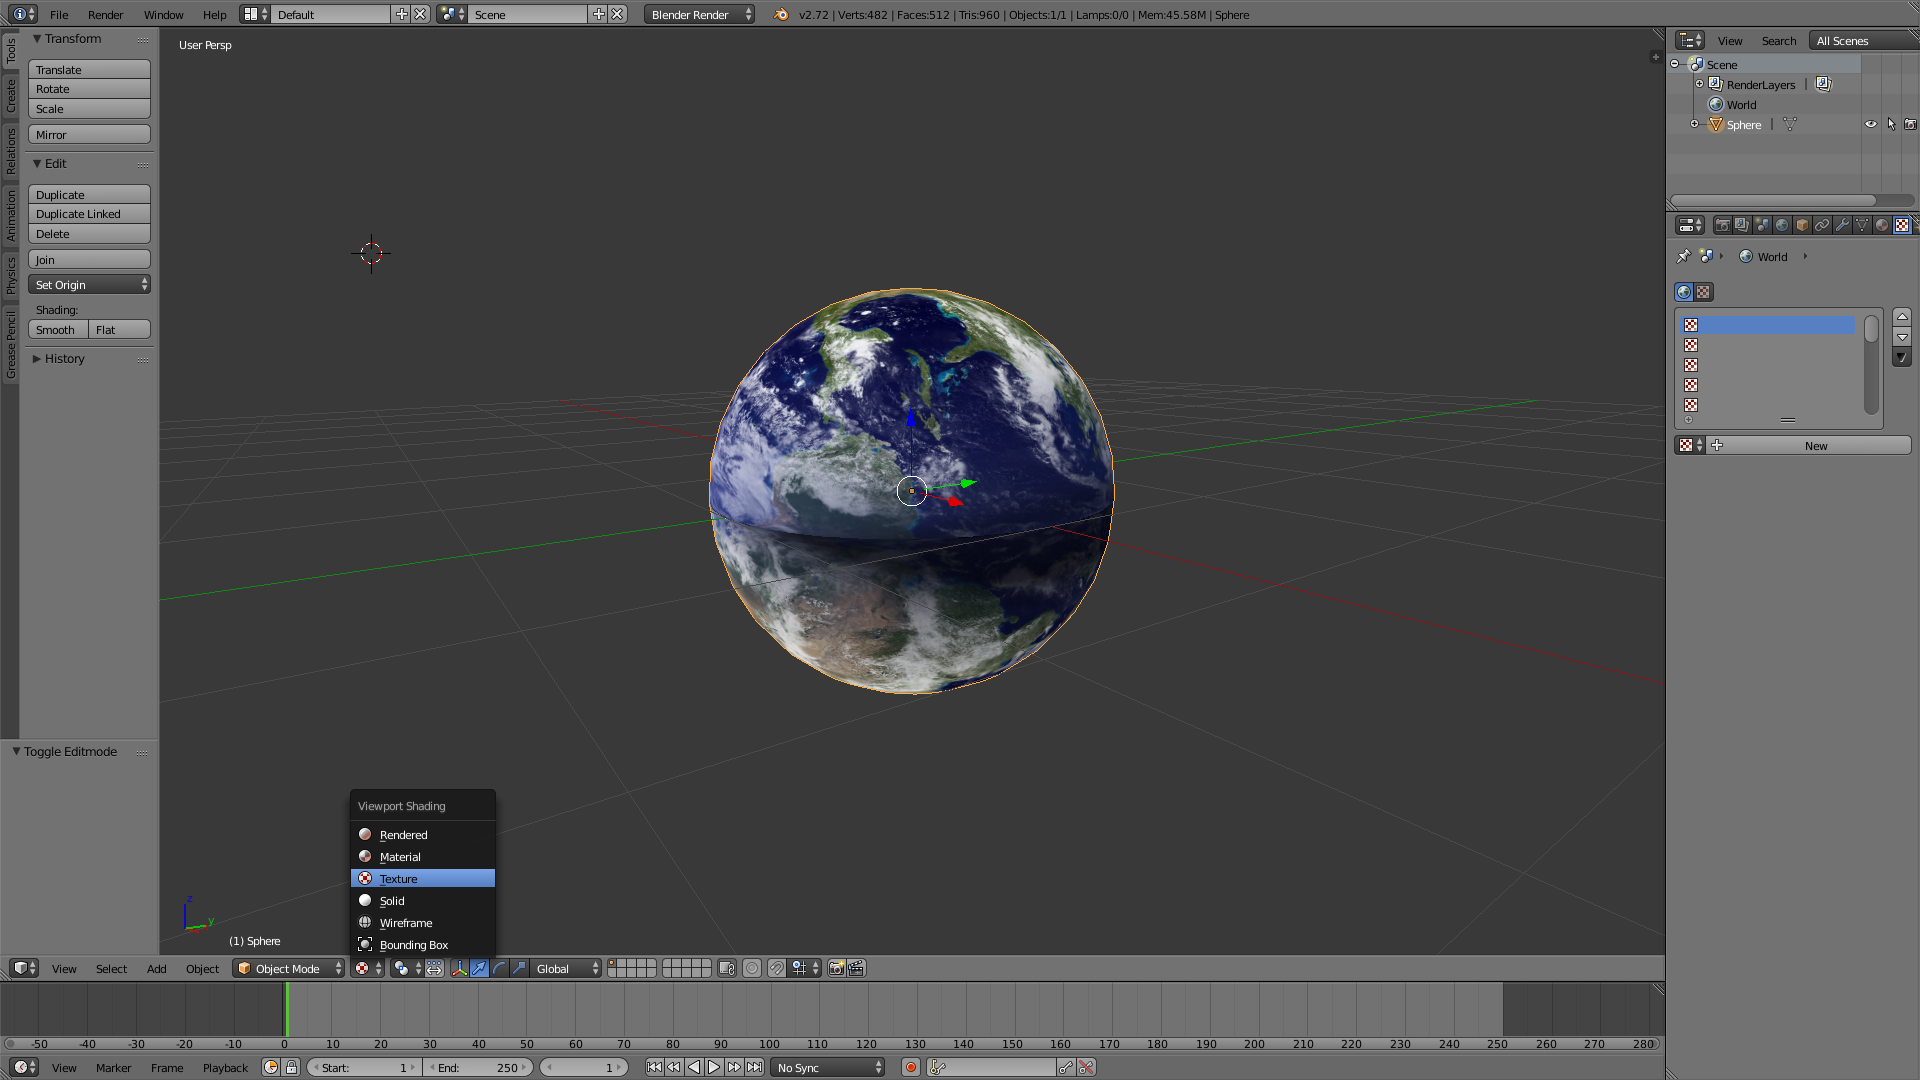 File Render Window Help Default Scene Blender Render v2.72 | Verts:482 | Faces:512 | Tris:960 | Objects:1/1 | Lamps:0/0 | Mem:45.58M | Sphere
Tools
Create
Relations
Animation
Physics
Grease Pencil
Transform
Translate
Rotate
Scale
Mirror
Edit
Duplicate
Duplicate Linked
Delete
Join
Set Origin
Shading:
Smooth Flat
History
Toggle Editmode
User Persp
z
y
(1) Sphere
Viewport Shading
Rendered
Material
Texture
Solid
Wireframe
Bounding Box
View Select Add Object Object Mode Global
View Search All Scenes
Scene
RenderLayers |
World
Sphere |
World
New
-50 -40 -30 -20 -10 0 10 20 30 40 50 60 70 80 90 100 110 120 130 140 150 160 170 180 190 200 210 220 230 240 250 260 270 280
View Marker Frame Playback Start: 1 End: 250 1 No Sync